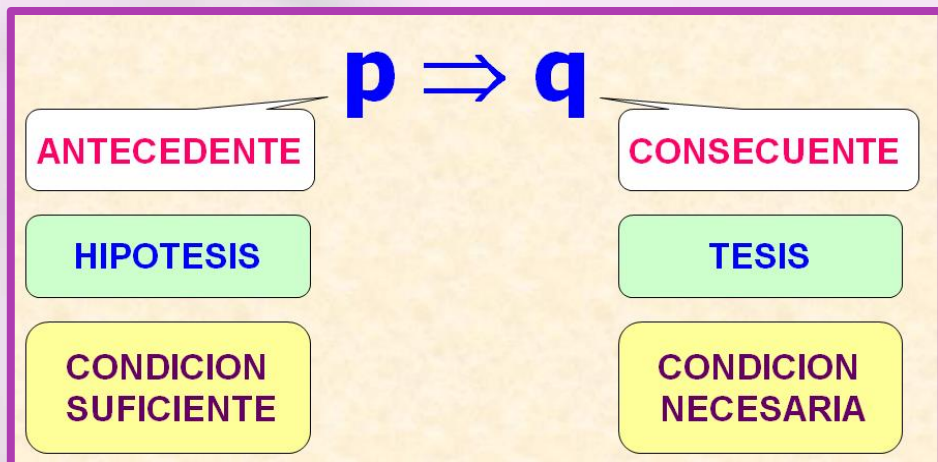 p ⇒ q
ANTECEDENTE
CONSECUENTE
HIPOTESIS
TESIS
CONDICION
SUFICIENTE
CONDICION
NECESARIA